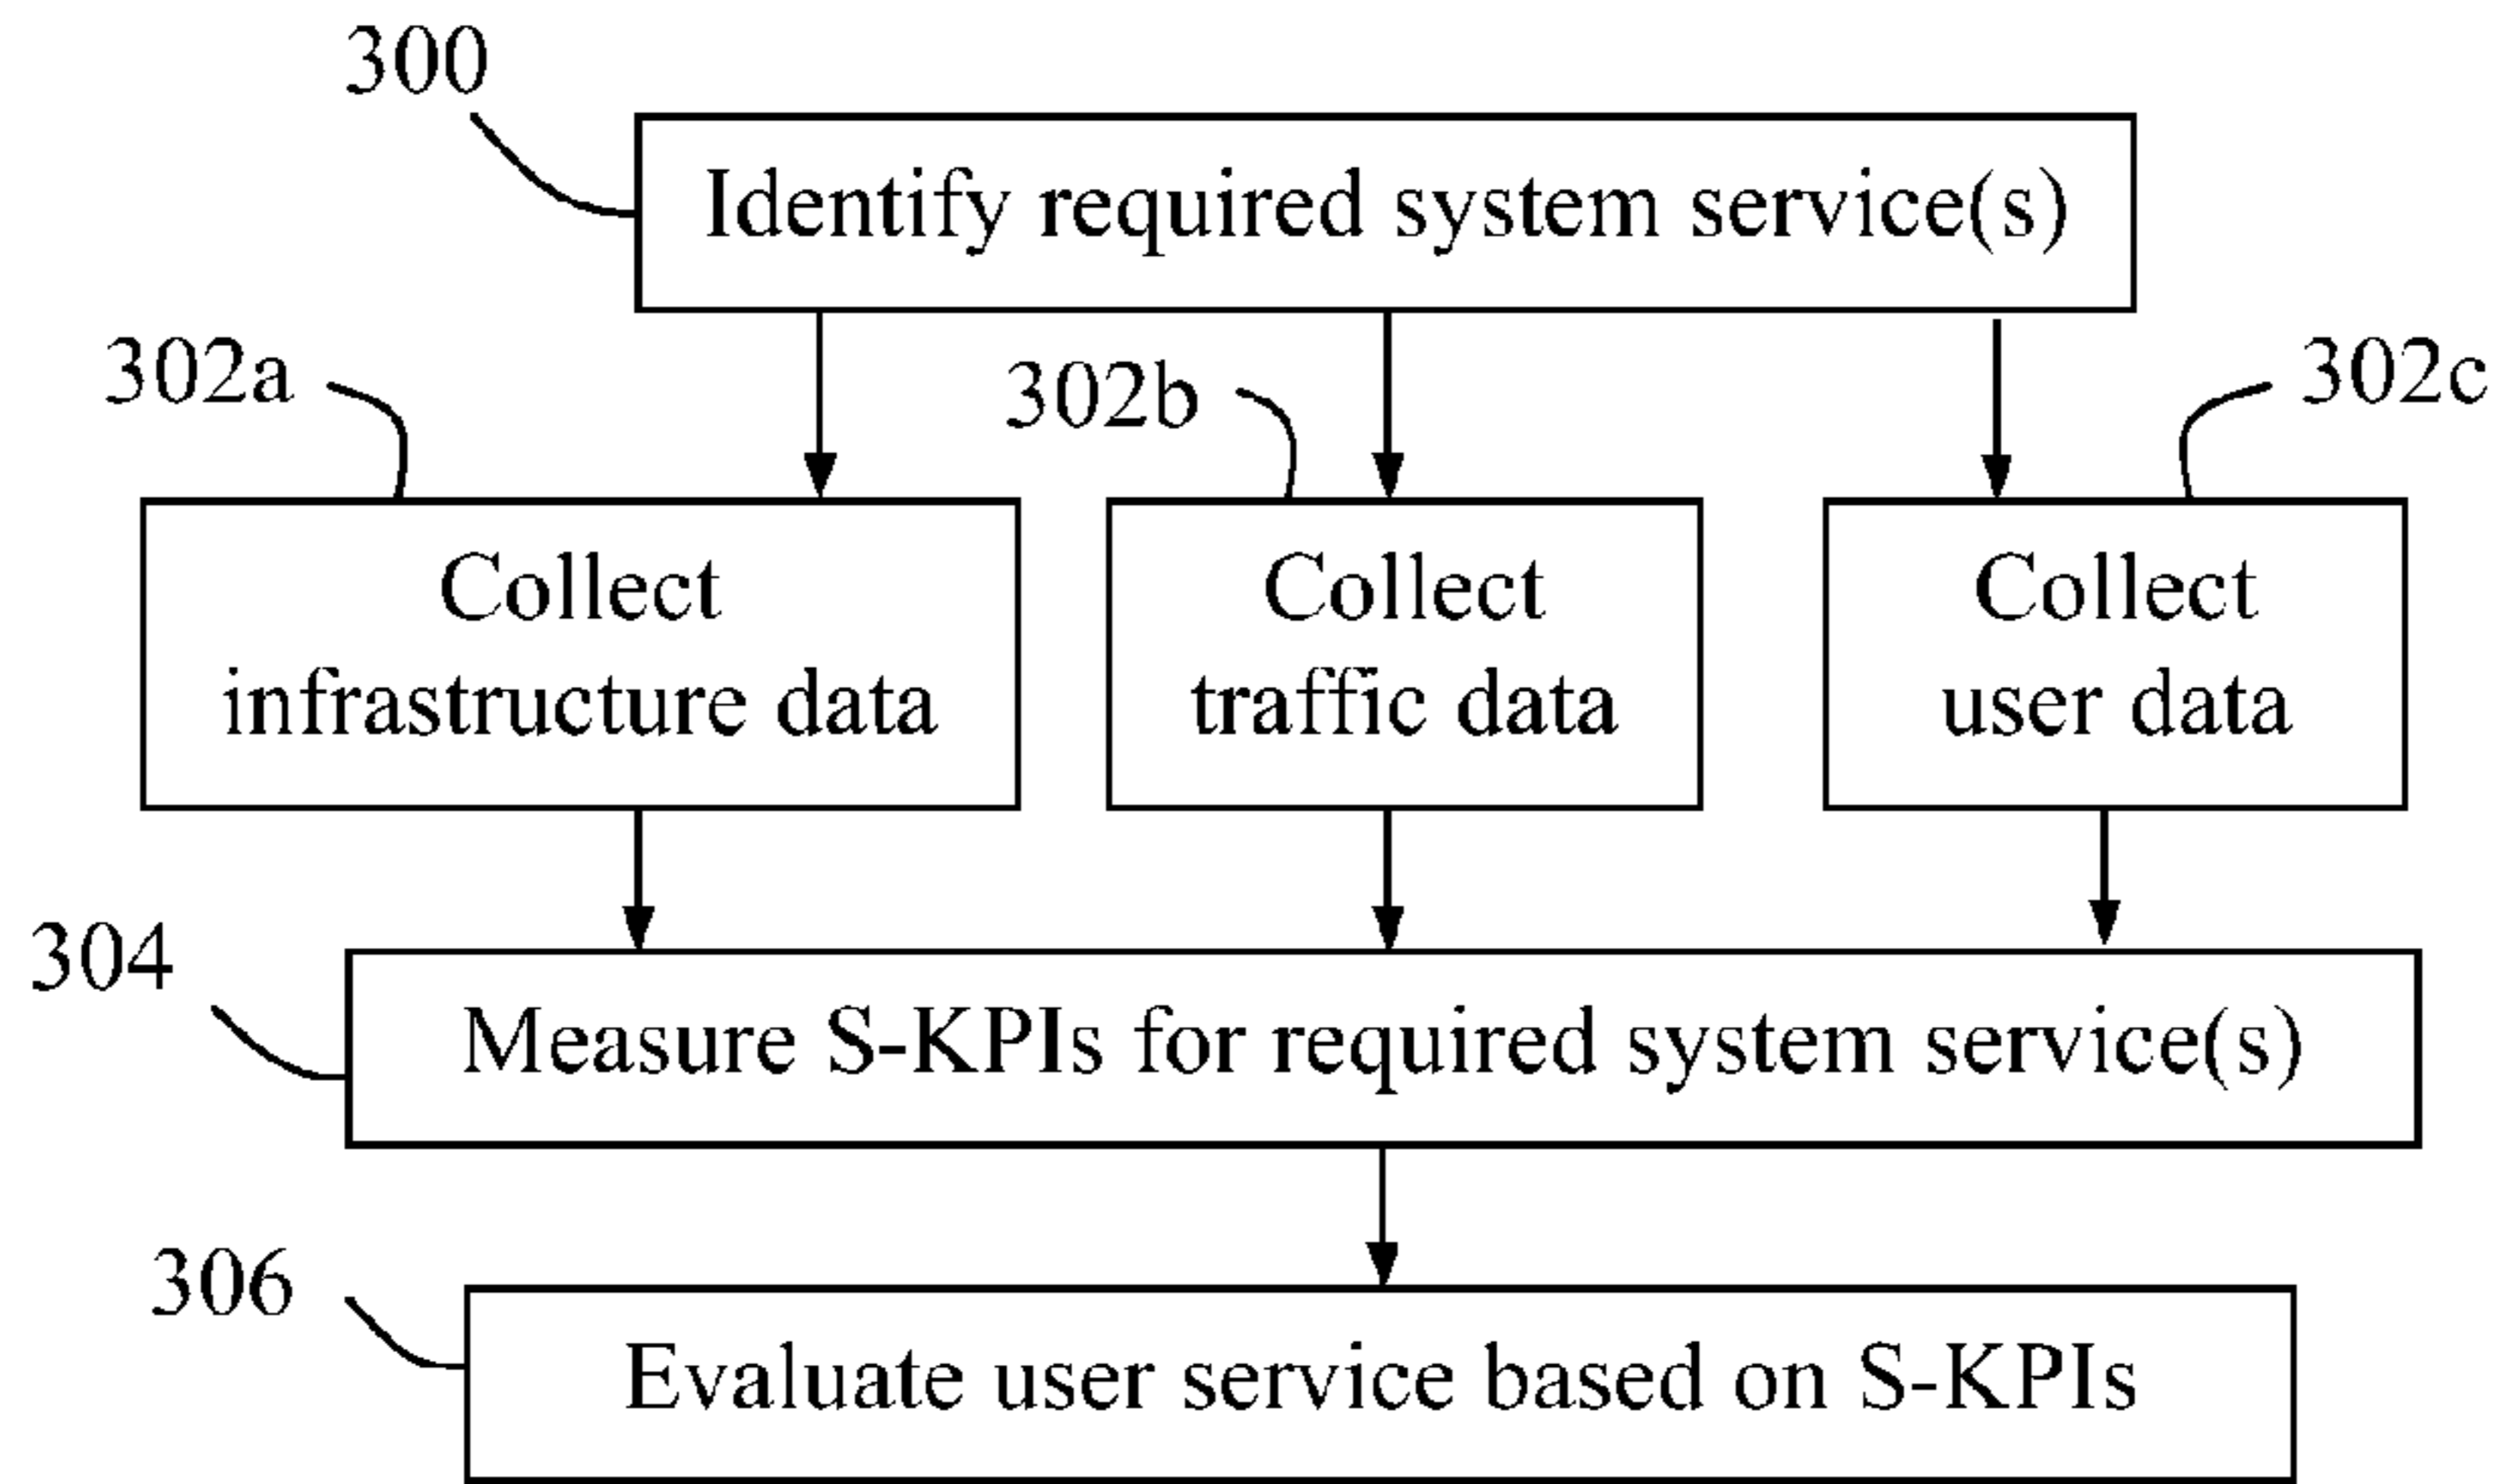 300
Identify required system service(s)
302a
302b
302c
Collect
infrastructure data
Collect
traffic data
Collect
user data
304
Measure S-KPIs for required system service(s)
306
Evaluate user service based on S-KPIs